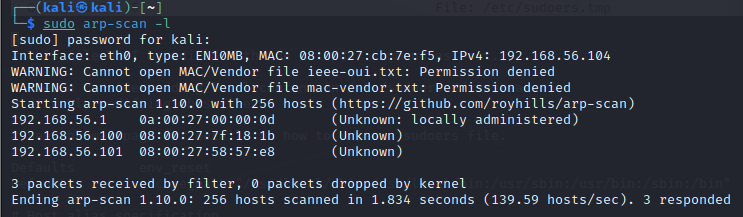 ┌──(kali㉿kali)-[~]
└─$ sudo arp-scan -l
[sudo] password for kali:
Interface: eth0, type: EN10MB, MAC: 08:00:27:cb:7e:f5, IPv4: 192.168.56.104
WARNING: Cannot open MAC/Vendor file ieee-oui.txt: Permission denied
WARNING: Cannot open MAC/Vendor file mac-vendor.txt: Permission denied
Starting arp-scan 1.10.0 with 256 hosts (https://github.com/royhills/arp-scan)
192.168.56.1    0a:00:27:00:00:0d       (Unknown: locally administered)
192.168.56.100  08:00:27:7f:18:1b       (Unknown)
192.168.56.101  08:00:27:58:57:e8       (Unknown)
3 packets received by filter, 0 packets dropped by kernel
Ending arp-scan 1.10.0: 256 hosts scanned in 1.834 seconds (139.59 hosts/sec). 3 responded
File: /etc/sudoers.tmp